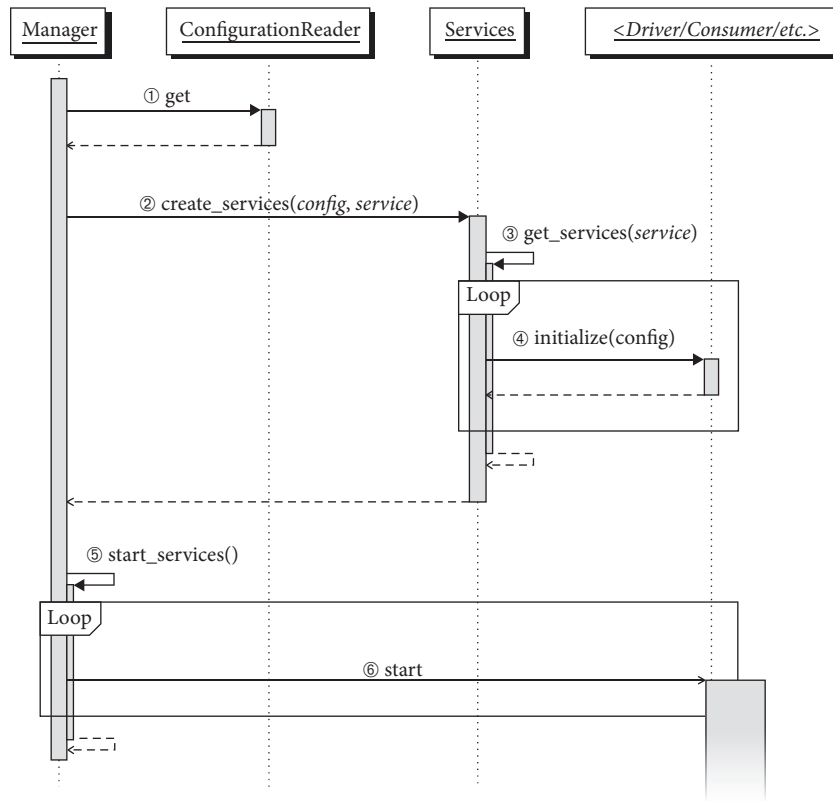 Manager
ConfigurationReader
Services
<Driver/Consumer/etc.>
① get
② create_services(config, service)
③ get_services(service)
Loop
④ initialize(config)
⑤ start_services()
Loop
⑥ start